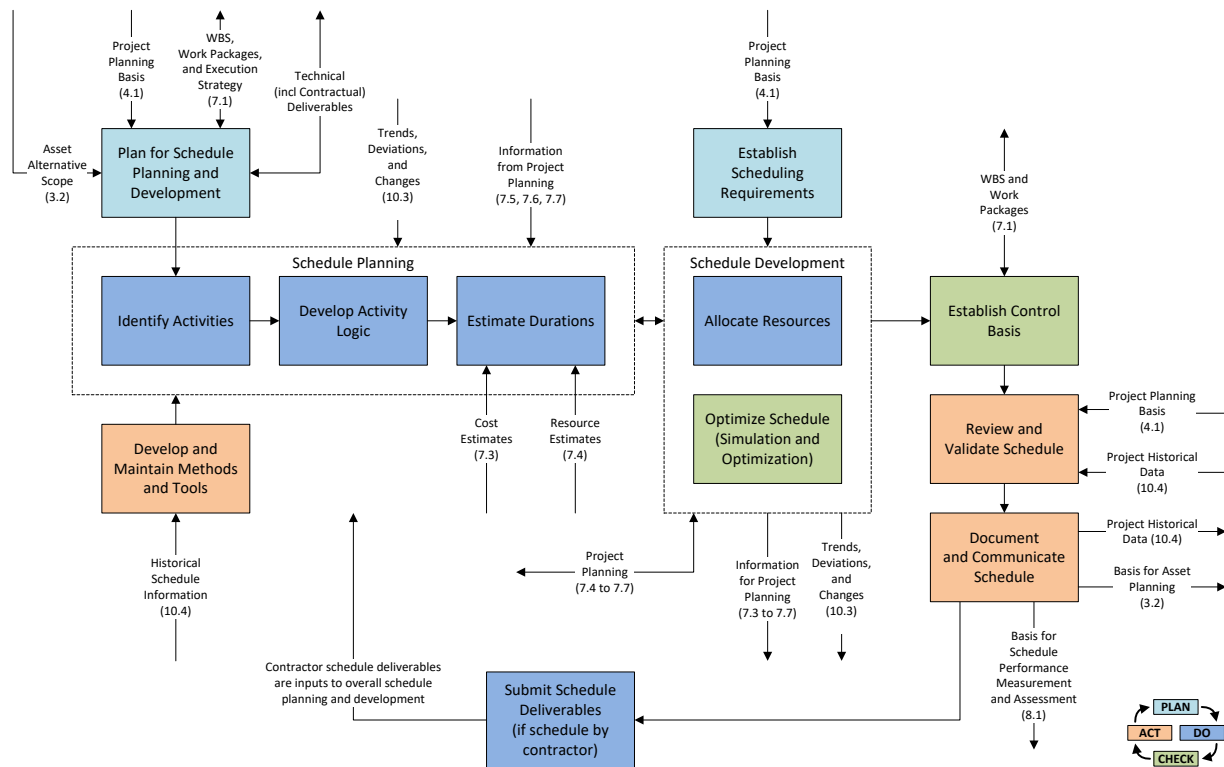 Project
Planning
Basis
(4.1)
WBS,
Work Packages,
and Execution
Strategy
(7.1)
Technical
(incl Contractual)
Deliverables
Project
Planning
Basis
(4.1)
Asset
Alternative
Scope
(3.2)
Plan for Schedule
Planning and
Development
Trends,
Deviations,
and
Changes
(10.3)
Information
from Project
Planning
(7.5, 7.6, 7.7)
Establish
Scheduling
Requirements
WBS and
Work
Packages
(7.1)
Schedule Planning
Identify Activities
Develop Activity
Logic
Estimate Durations
Schedule Development
Allocate Resources
Establish Control
Basis
Optimize Schedule
(Simulation and
Optimization)
Develop and
Maintain Methods
and Tools
Cost
Estimates
(7.3)
Resource
Estimates
(7.4)
Review and
Validate Schedule
Project Planning
Basis
(4.1)
Project Historical
Data
(10.4)
Historical
Schedule
Information
(10.4)
Project
Planning
(7.4 to 7.7)
Information
for Project
Planning
(7.3 to 7.7)
Trends,
Deviations,
and
Changes
(10.3)
Document
and Communicate
Schedule
Project Historical
Data (10.4)
Basis for Asset
Planning
(3.2)
Contractor schedule deliverables
are inputs to overall schedule
planning and development
Submit Schedule
Deliverables
(if schedule by
contractor)
Basis for
Schedule
Performance
Measurement
and Assessment
(8.1)
PLAN
ACT
DO
CHECK